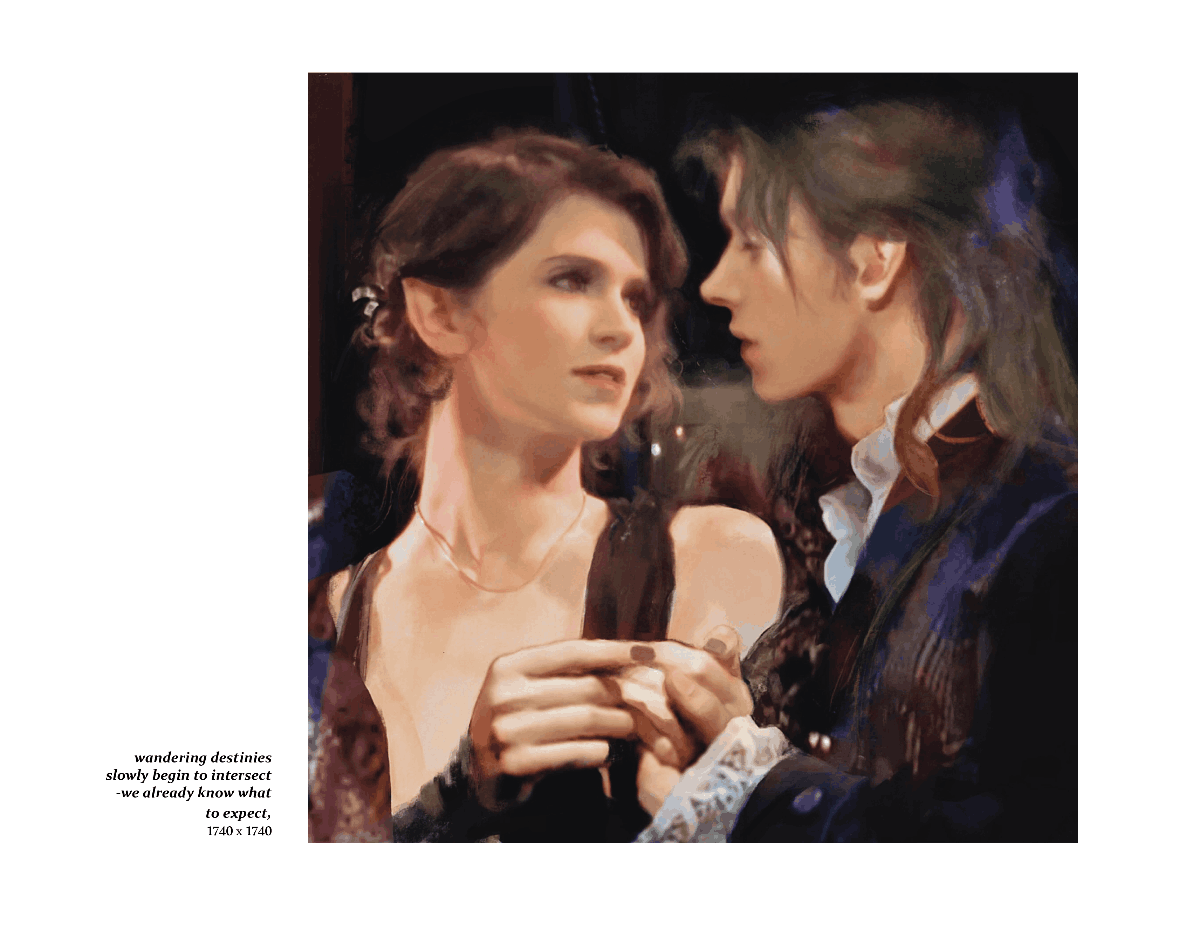 wandering destinies
slowly begin to intersect
-we already know what
to expect,
1740 x 1740